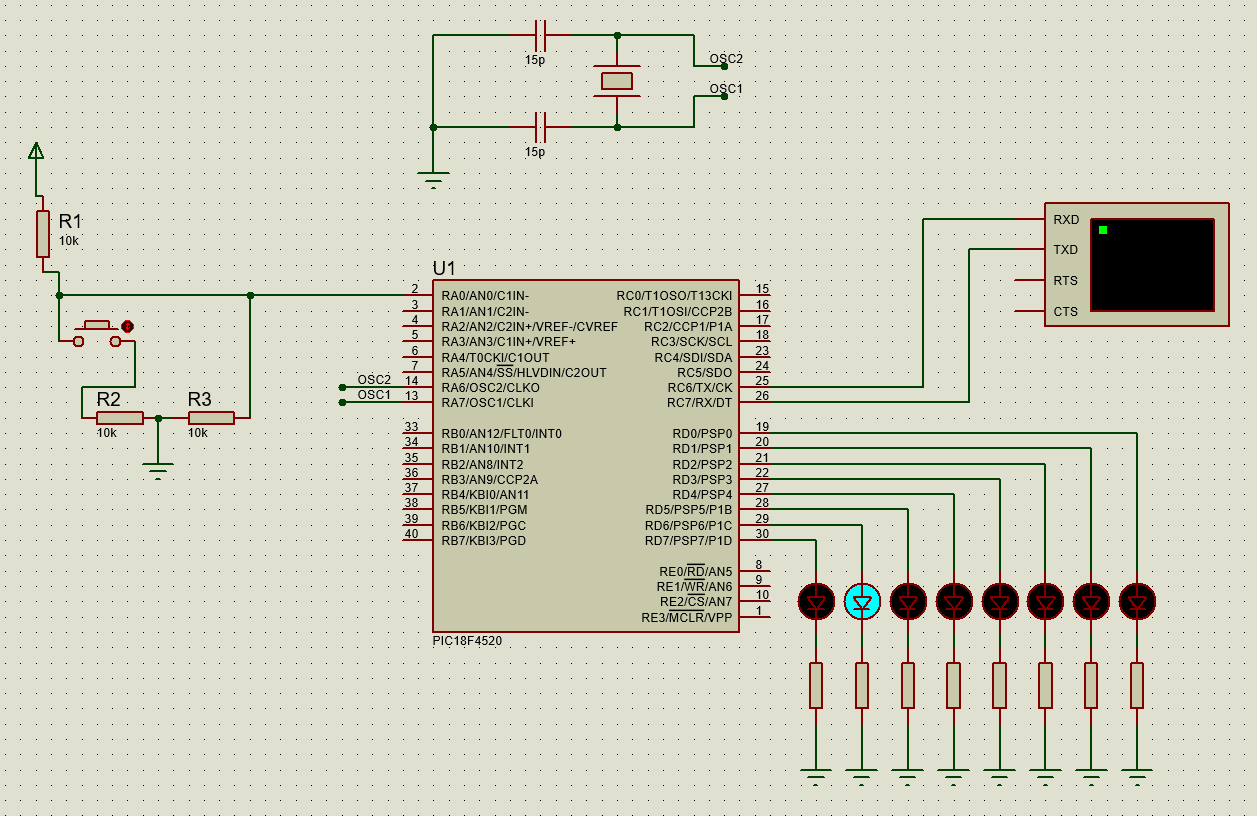 15p
OSC2
OSC1
15p
R1
10k
RXD
TXD
RTS
CTS
U1
2 RA0/AN0/C1IN- RC0/T1OSO/T13CKI 15
3 RA1/AN1/C2IN- RC1/T1OSI/CCP2B 16
4 RA2/AN2/C2IN+/VREF-/CVREF RC2/CCP1/P1A 17
5 RA3/AN3/C1IN+/VREF+ RC3/SCK/SCL 18
6 RA4/T0CKI/C1OUT RC4/SDI/SDA 23
7 RA5/AN4/SS/HLVDIN/C2OUT RC5/SDO 24
OSC2 14 RA6/OSC2/CLKO RC6/TX/CK 25
OSC1 13 RA7/OSC1/CLKI RC7/RX/DT 26
R2 R3
10k 10k
33 RB0/AN12/FLT0/INT0 RD0/PSP0 19
34 RB1/AN10/INT1 RD1/PSP1 20
35 RB2/AN8/INT2 RD2/PSP2 21
36 RB3/AN9/CCP2A RD3/PSP3 22
37 RB4/KBI0/AN11 RD4/PSP4 27
38 RB5/KBI1/PGM RD5/PSP5/P1B 28
39 RB6/KBI2/PGC RD6/PSP6/P1C 29
40 RB7/KBI3/PGD RD7/PSP7/P1D 30
RE0/RD/AN5 8
RE1/WR/AN6 9
RE2/CS/AN7 10
RE3/MCLR/VPP 1
PIC18F4520